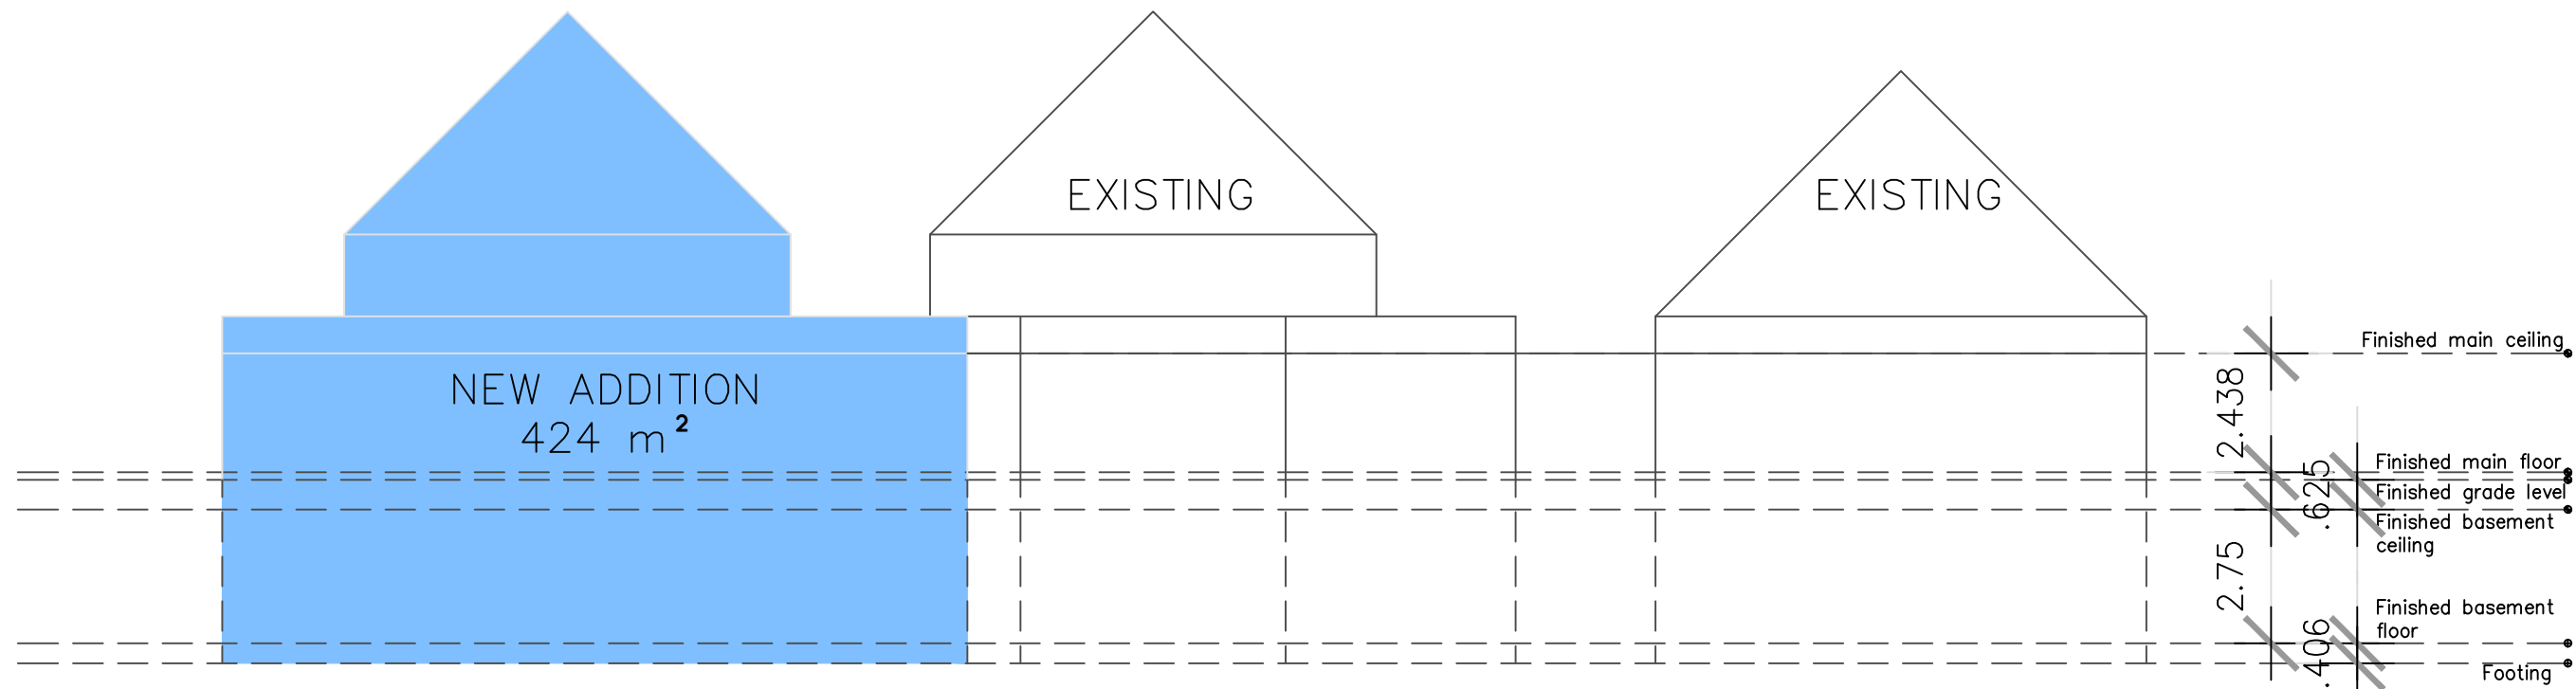 EXISTING
EXISTING
NEW ADDITION
424 m²
Finished main ceiling
2.438
Finished main floor
.625
Finished grade level
Finished basement
ceiling
2.75
Finished basement
floor
.406
Footing